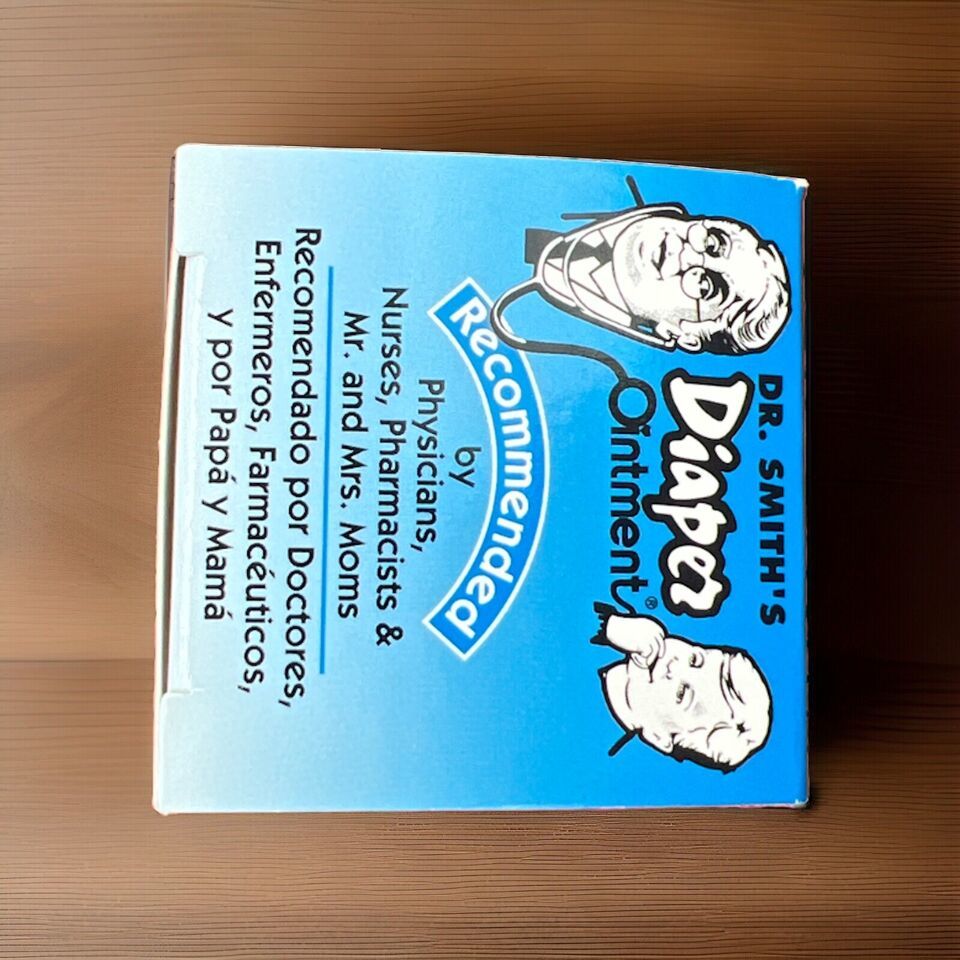 DR. SMITH'S
Diaper
Ointment®
Recommended
by
Physicians,
Nurses, Pharmacists &
Mr. and Mrs. Moms
Recomendado por Doctores,
Enfermeros, Farmacéuticos,
y por Papá y Mamá